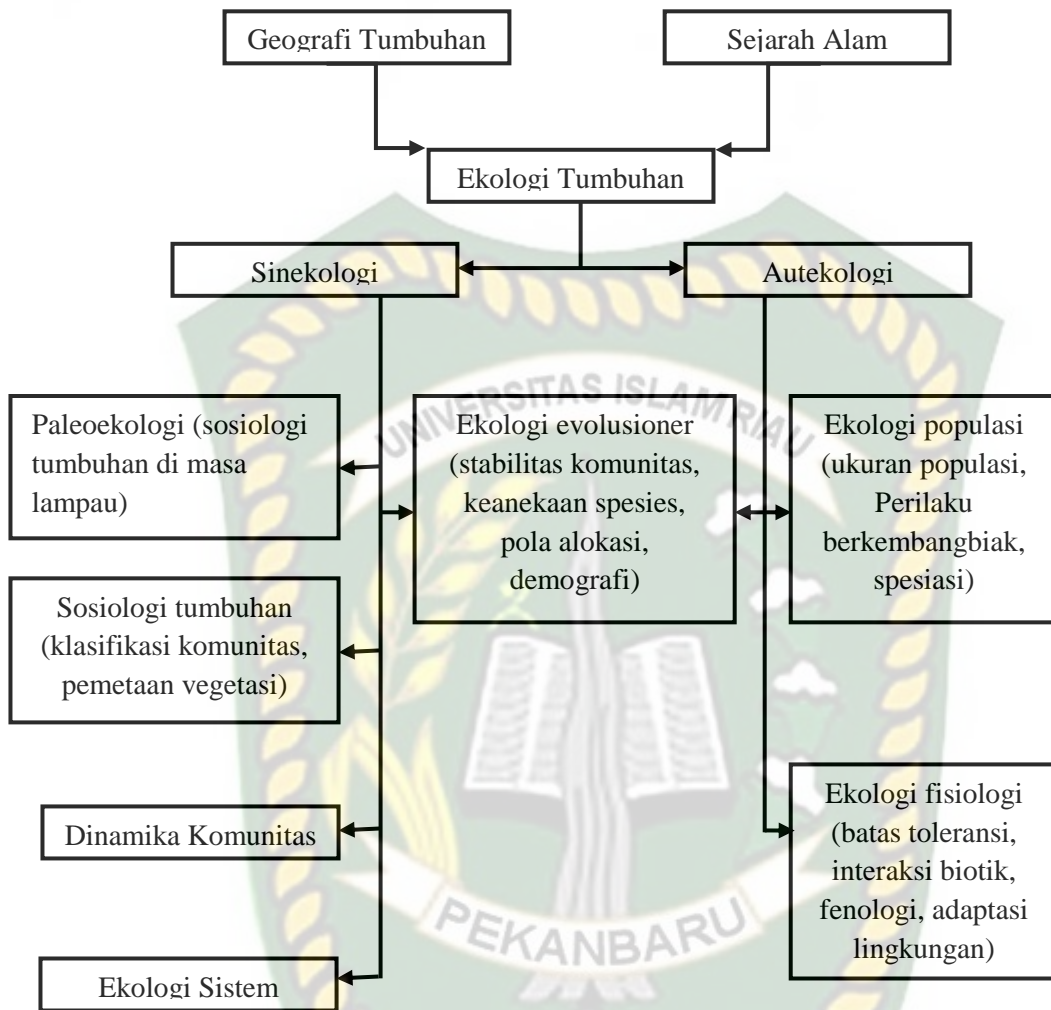 Geografi Tumbuhan
Sejarah Alam
Ekologi Tumbuhan
Sinekologi
Autekologi
UNIVERSITAS ISLAM RIAU
Paleoekologi (sosiologi
tumbuhan di masa
lampau)
Ekologi evolusioner
(stabilitas komunitas,
keanekaan spesies,
pola alokasi,
demografi)
Ekologi populasi
(ukuran populasi,
Perilaku
berkembangbiak,
spesiasi)
Sosiologi tumbuhan
(klasifikasi komunitas,
pemetaan vegetasi)
Dinamika Komunitas
Ekologi fisiologi
(batas toleransi,
interaksi biotik,
fenologi, adaptasi
lingkungan)
PEKANBARU
Ekologi Sistem